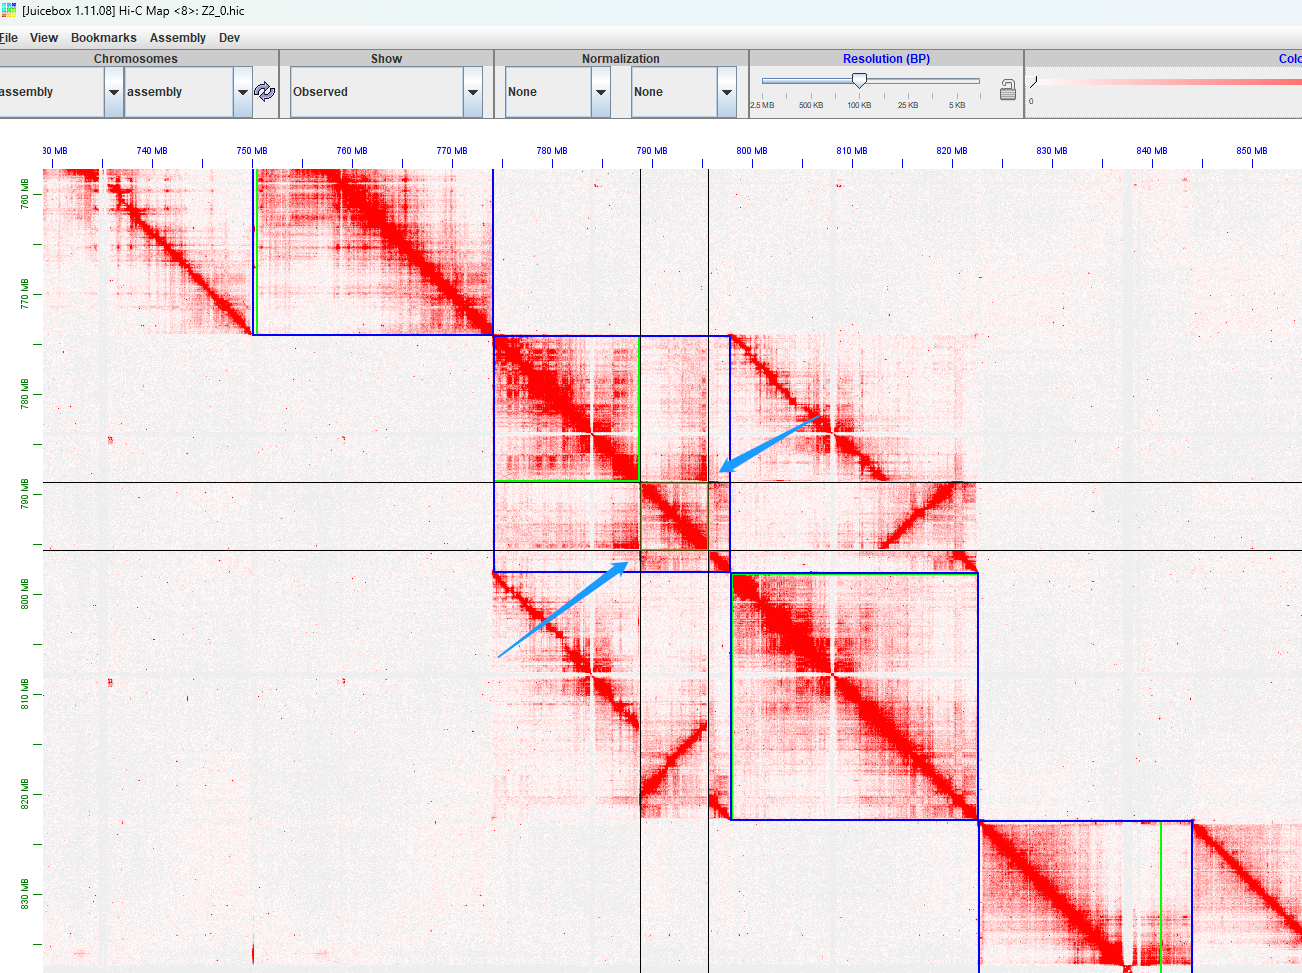 [Juicebox 1.11.08] Hi-C Map <8>: Z2_0.hic
File View Bookmarks Assembly Dev
Chromosomes Show Normalization Resolution (BP) Colo
assembly assembly Observed None None
2.5 MB 500 KB 100 KB 25 KB 5 KB 0
30 MB 740 MB 750 MB 760 MB 770 MB 780 MB 790 MB 800 MB 810 MB 820 MB 830 MB 840 MB 850 MB
760 MB
770 MB
780 MB
790 MB
800 MB
810 MB
820 MB
830 MB